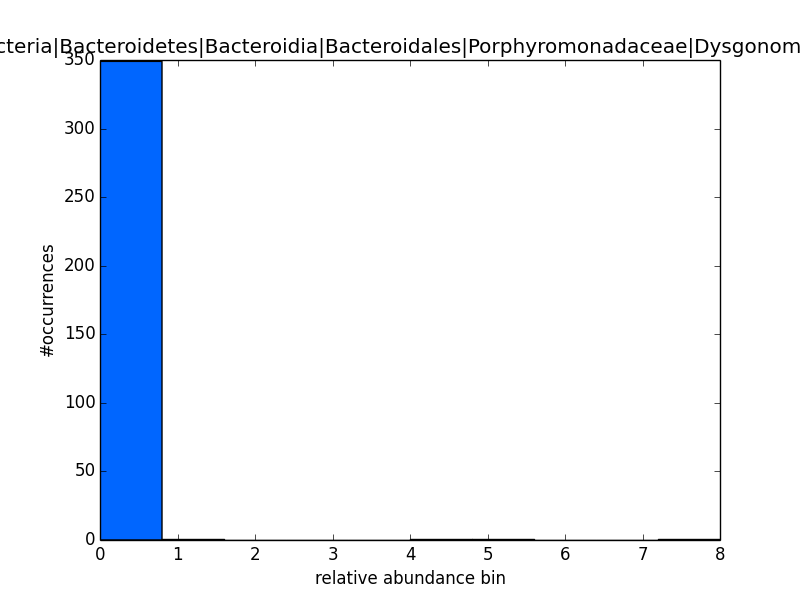 cteria|Bacteroidetes|Bacteroidia|Bacteroidales|Porphyromonadaceae|Dysgonom
350
300
250
200
150
100
50
0
#occurrences
0 1 2 3 4 5 6 7 8
relative abundance bin